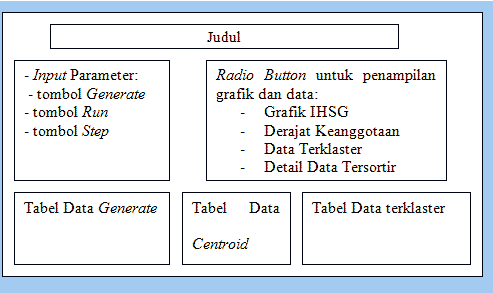 Judul
- Input Parameter:
- tombol Generate
- tombol Run
- tombol Step
Radio Button untuk penampilan
grafik dan data:
- Grafik IHSG
- Derajat Keanggotaan
- Data Terklaster
- Detail Data Tersortir
Tabel Data Generate
Tabel Data
Centroid
Tabel Data terklaster